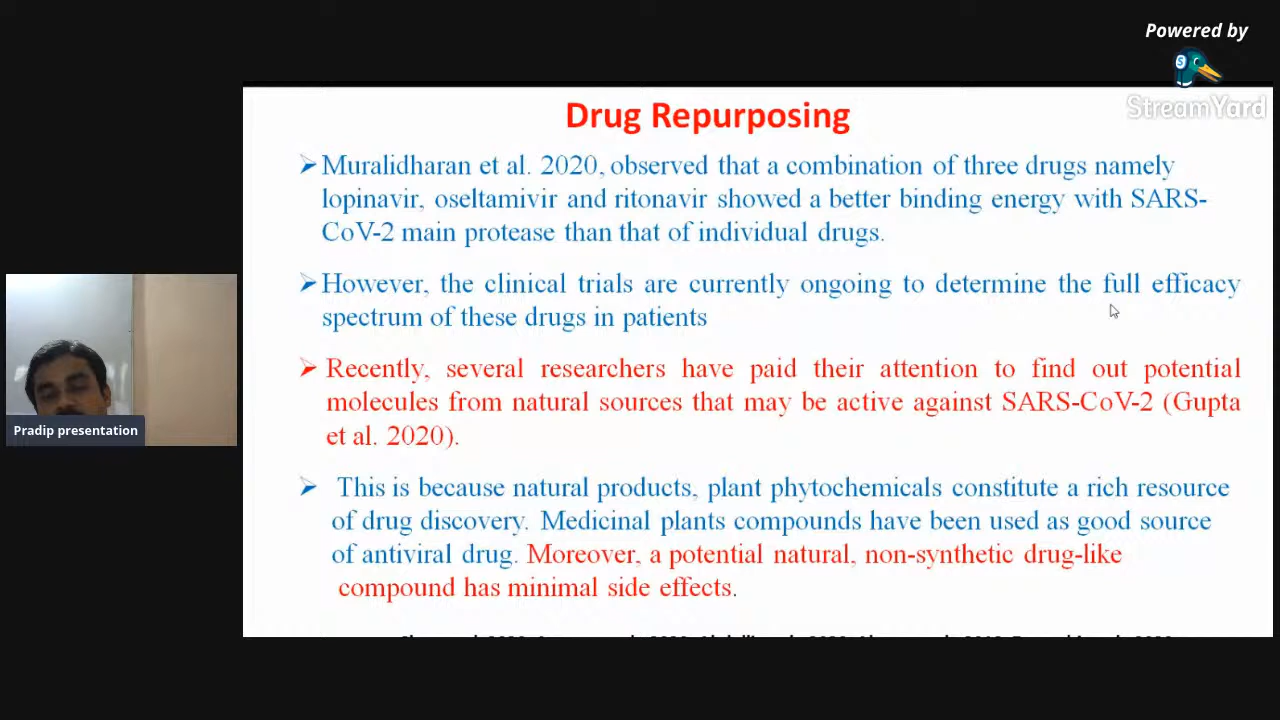 Powered by
StreamYard
Drug Repurposing
➢Muralidharan et al. 2020, observed that a combination of three drugs namely
lopinavir, oseltamivir and ritonavir showed a better binding energy with SARS-
CoV-2 main protease than that of individual drugs.
➢However, the clinical trials are currently ongoing to determine the full efficacy
spectrum of these drugs in patients
➢ Recently, several researchers have paid their attention to find out potential
molecules from natural sources that may be active against SARS-CoV-2 (Gupta
et al. 2020).
➢ This is because natural products, plant phytochemicals constitute a rich resource
of drug discovery. Medicinal plants compounds have been used as good source
of antiviral drug. Moreover, a potential natural, non-synthetic drug-like
compound has minimal side effects.
Pradip presentation